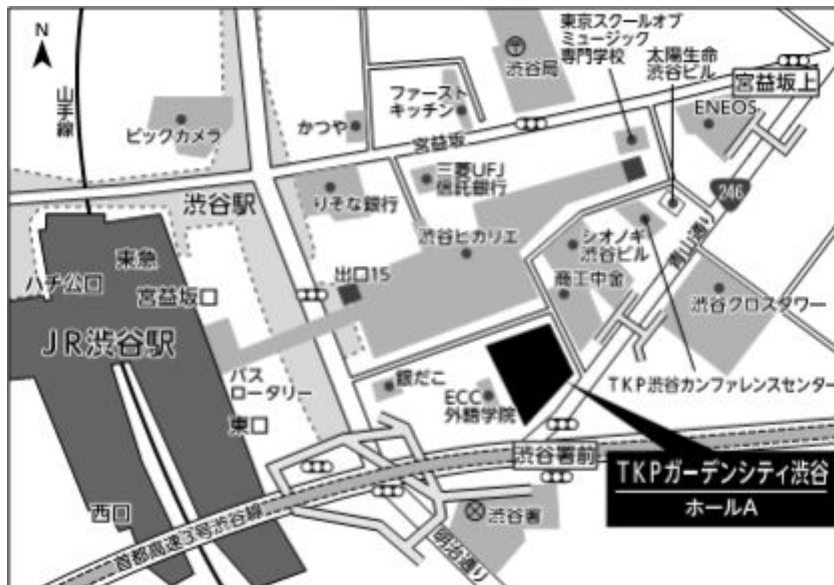 N
山手線
ビックカメラ
かつや
ファースト
キッチン
渋谷局
東京スクールオブ
ミュージック
専門学校
太陽生命
渋谷ビル
宮益坂上
ENEOS
宮益坂
三菱UFJ
信託銀行
りそな銀行
渋谷駅
246
青山通り
渋谷ヒカリエ
シオノギ
渋谷ビル
商工中金
渋谷クロスタワー
東急
ハチ公口
宮益坂口
出口15
JR渋谷駅
バス
ロータリー
東口
銀だこ
ECC
外語学院
TKP渋谷カンファレンスセンター
渋谷署前
TKPガーデンシティ渋谷
ホールA
西口
首都高速3号渋谷線
渋谷署
明治通り